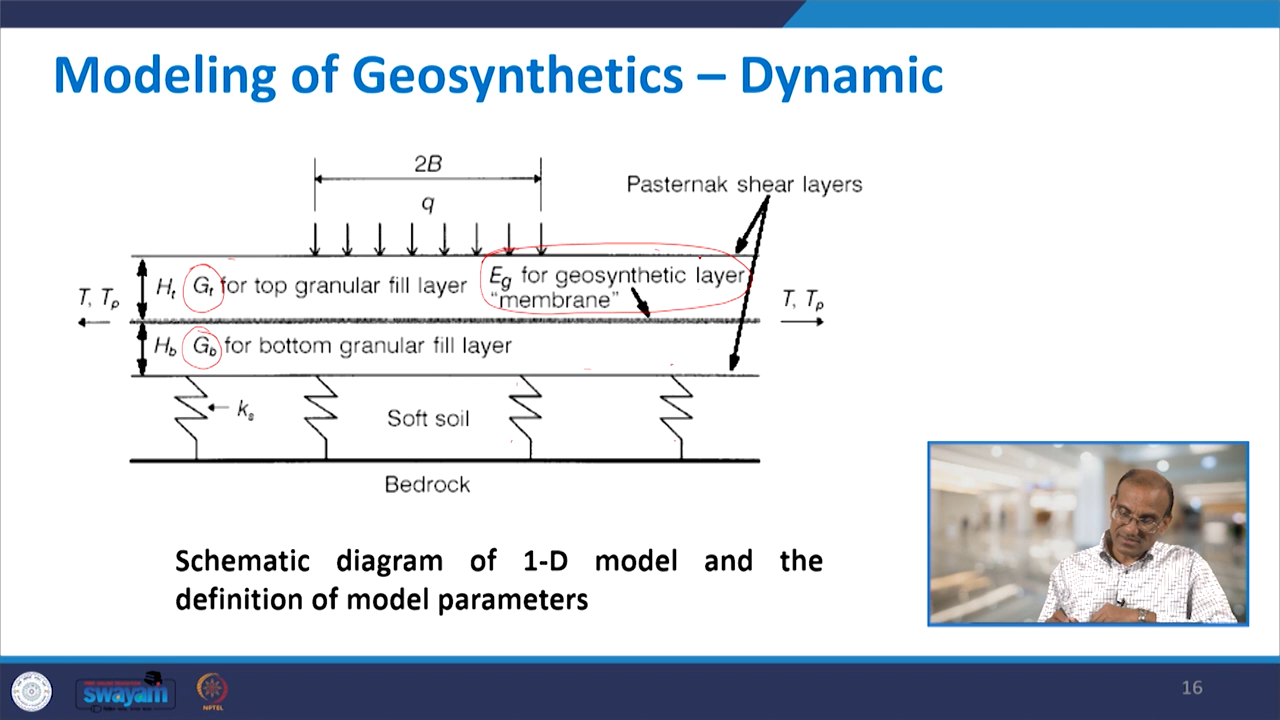 Modeling of Geosynthetics – Dynamic
2B
q
Pasternak shear layers
Ht Gt for top granular fill layer
Eg for geosynthetic layer
"membrane"
T, Tp
T, Tp
Hb Gb for bottom granular fill layer
ks
Soft soil
Bedrock
Schematic diagram of 1-D model and the
definition of model parameters
swayam
NPTEL
16